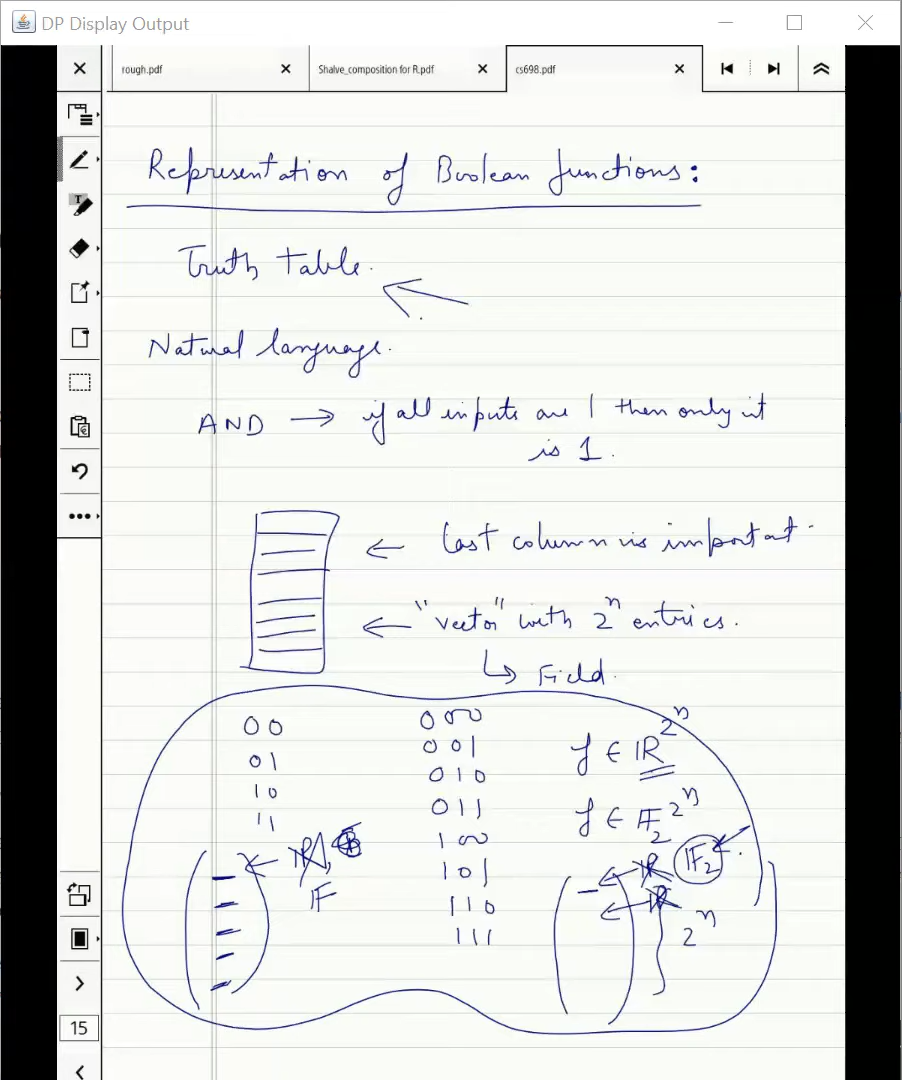 DP Display Output
rough.pdf
Shalve_composition for R.pdf
cs698.pdf
Representation of Boolean functions:
Truth Table.
Natural language.
AND → if all inputs are 1 then only it
is 1.
← last column is important.
← "vector" with 2^n entries.
↳ Field.
00
01
10
11
000
001
010
011
100
101
110
111
f ∈ ℝ^2^n
f ∈ 𝔽_2^2^n
𝔽
𝔽_2
2^n
15